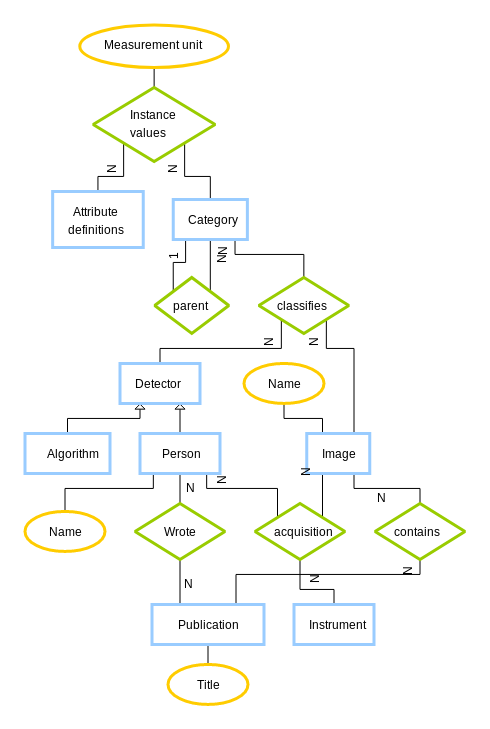 Measurement unit
Instance
values
N
N
Attribute
definitions
Category
1
N
N
parent
classifies
N
N
Detector
Name
Algorithm
Person
Image
N
N
N
N
Name
Wrote
acquisition
contains
N
N
N
Publication
Instrument
Title